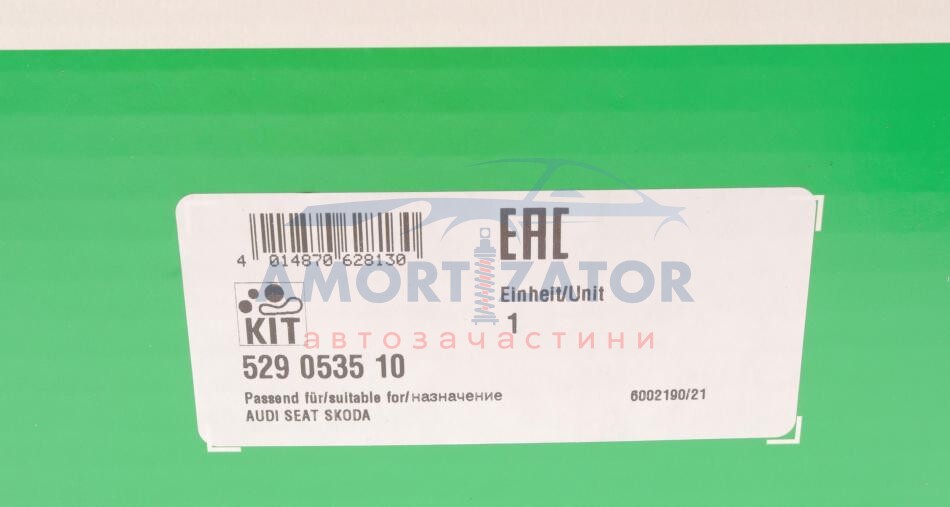 EAC
4 014870 628130
AMORTIZATOR
Einheit/Unit
1
KIT
автозачастини
529 0535 10
Passend für/suitable for/назначение
6002190/21
AUDI SEAT SKODA